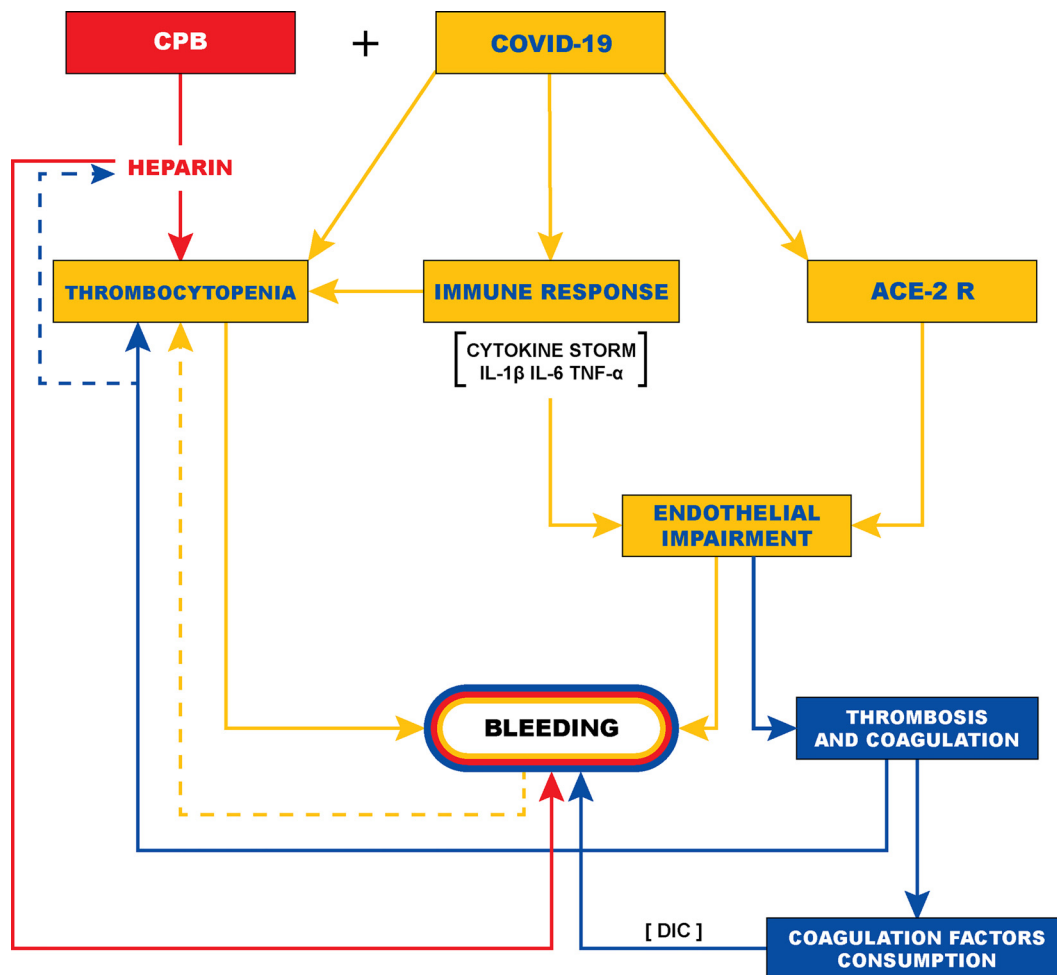 CPB
+
COVID-19
HEPARIN
THROMBOCYTOPENIA
IMMUNE RESPONSE
ACE-2 R
[CYTOKINE STORM
IL-1β IL-6 TNF-α]
ENDOTHELIAL
IMPAIRMENT
BLEEDING
THROMBOSIS
AND COAGULATION
[ DIC ]
COAGULATION FACTORS
CONSUMPTION